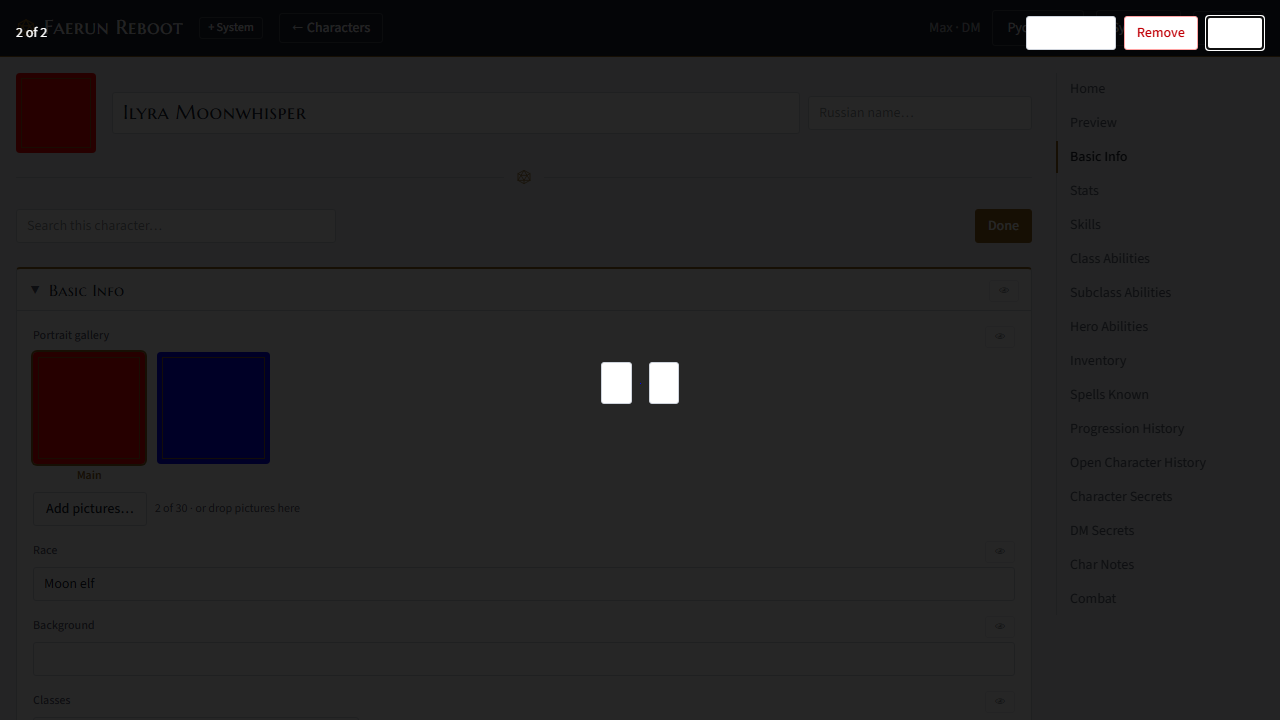 2 of 2
Faerun Reboot
+ System
← Characters
Max · DM
Remove
Ilyra Moonwhisper
Russian name...
Search this character...
Done
Basic Info
Portrait gallery
Main
Add pictures...
2 of 30 · or drop pictures here
Race
Moon elf
Background
Classes
Home
Preview
Basic Info
Stats
Skills
Class Abilities
Subclass Abilities
Hero Abilities
Inventory
Spells Known
Progression History
Open Character History
Character Secrets
DM Secrets
Char Notes
Combat